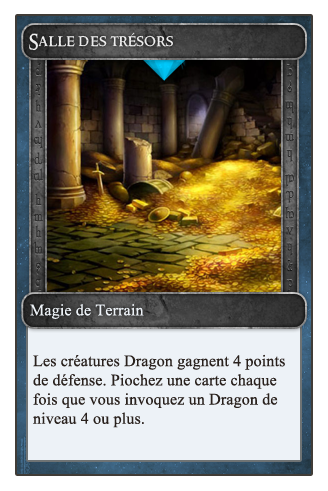 SALLE DES TRÉSORS
Magie de Terrain
Les créatures Dragon gagnent 4 points
de défense. Piochez une carte chaque
fois que vous invoquez un Dragon de
niveau 4 ou plus.